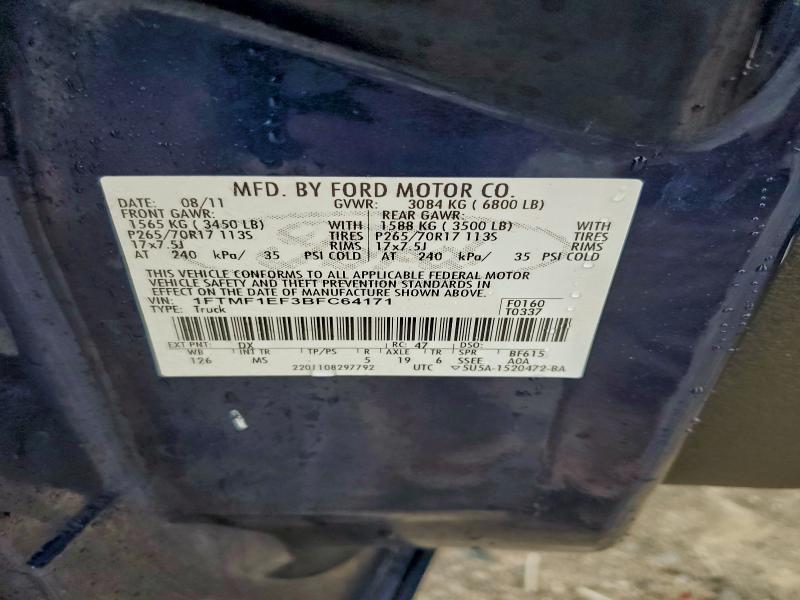 MFD. BY FORD MOTOR CO.
DATE: 08/11 GVWR: 3084 KG ( 6800 LB)
FRONT GAWR: REAR GAWR:
1565 KG ( 3450 LB) WITH 1588 KG ( 3500 LB) WITH
P265/70R17 113S TIRES P265/70R17 113S TIRES
17x7.5J RIMS 17x7.5J RIMS
AT 240 kPa/ 35 PSI COLD AT 240 kPa/ 35 PSI COLD
THIS VEHICLE CONFORMS TO ALL APPLICABLE FEDERAL MOTOR
VEHICLE SAFETY AND THEFT PREVENTION STANDARDS IN
EFFECT ON THE DATE OF MANUFACTURE SHOWN ABOVE.
VIN: 1FTMF1EF3BFC64171 F0160
TYPE: Truck T0337
EXT PNT: DX RC: 47 DSO:
WB INT TR TP/PS R AXLE TR SPR BF615
126 MS - 5 19 6 SSEE A0A
2201108297792 UTC ▽5U5A-1520472-BA